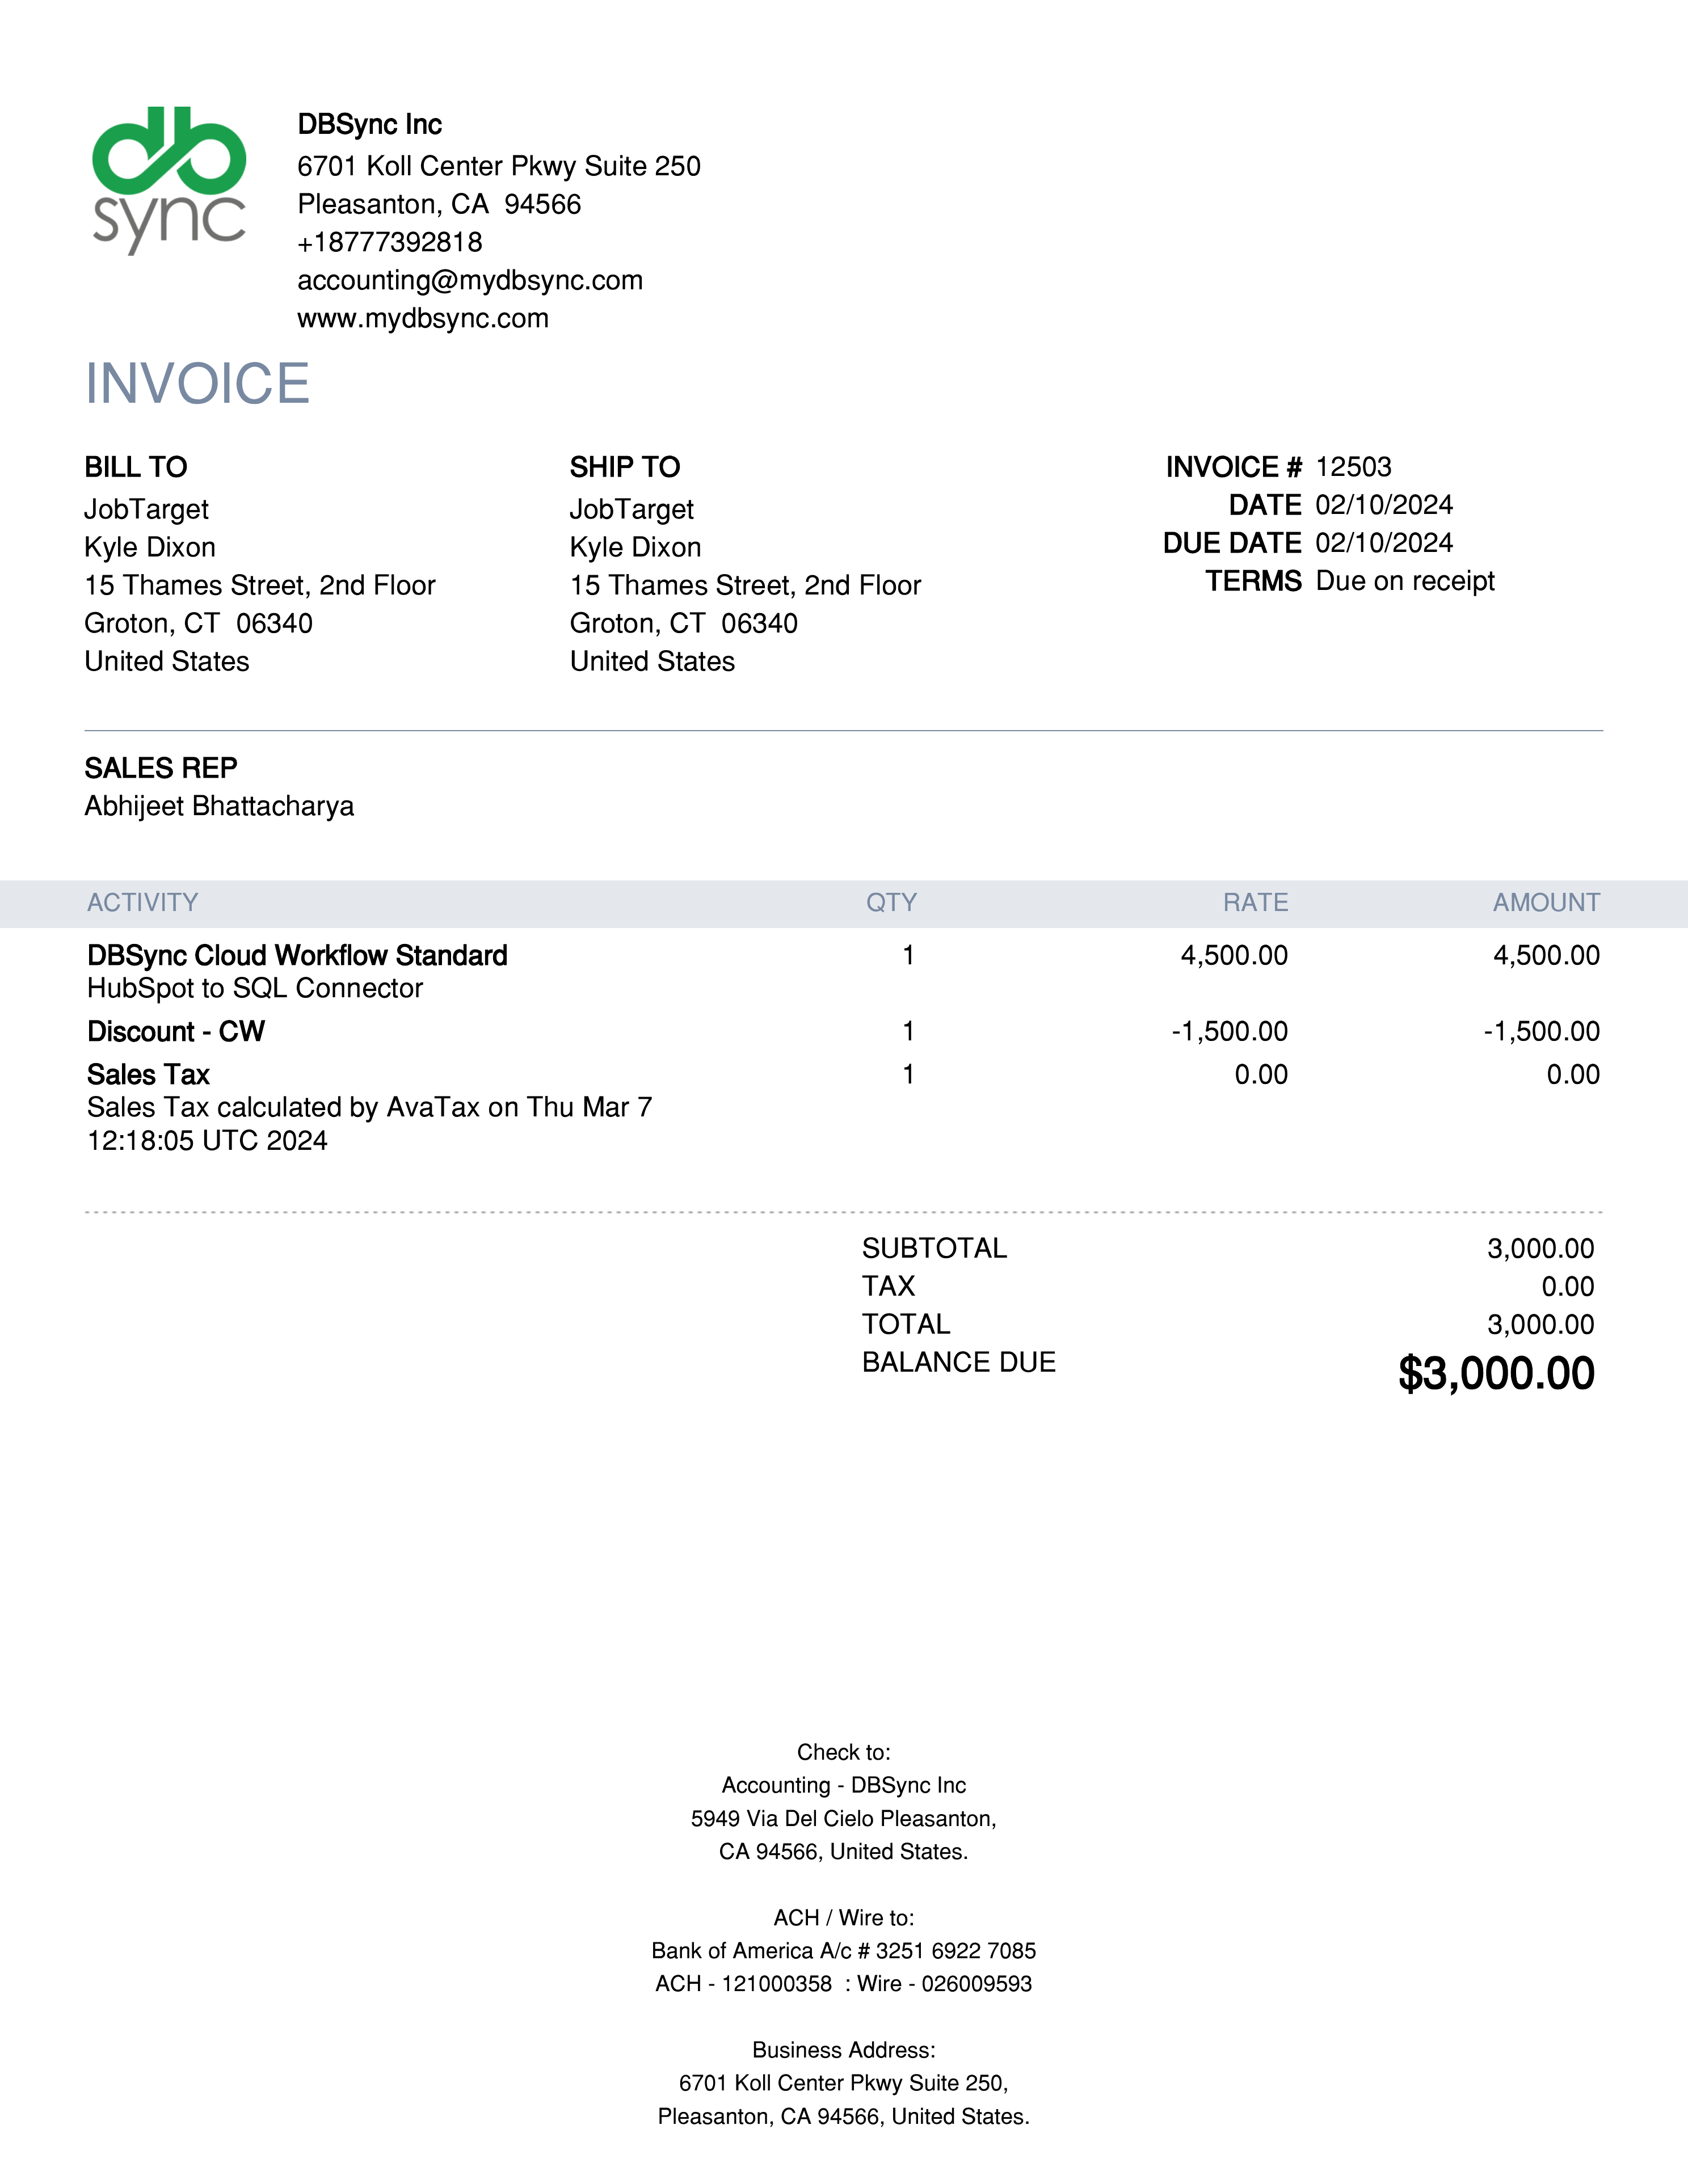 db
sync
DBSync Inc
6701 Koll Center Pkwy Suite 250
Pleasanton, CA 94566
+18777392818
accounting@mydbsync.com
www.mydbsync.com
INVOICE
BILL TO
JobTarget
Kyle Dixon
15 Thames Street, 2nd Floor
Groton, CT 06340
United States
SHIP TO
JobTarget
Kyle Dixon
15 Thames Street, 2nd Floor
Groton, CT 06340
United States
INVOICE # 12503
DATE 02/10/2024
DUE DATE 02/10/2024
TERMS Due on receipt
SALES REP
Abhijeet Bhattacharya
ACTIVITY QTY RATE AMOUNT
DBSync Cloud Workflow Standard 1 4,500.00 4,500.00
HubSpot to SQL Connector
Discount - CW 1 -1,500.00 -1,500.00
Sales Tax 1 0.00 0.00
Sales Tax calculated by AvaTax on Thu Mar 7
12:18:05 UTC 2024
SUBTOTAL 3,000.00
TAX 0.00
TOTAL 3,000.00
BALANCE DUE $3,000.00
Check to:
Accounting - DBSync Inc
5949 Via Del Cielo Pleasanton,
CA 94566, United States.
ACH / Wire to:
Bank of America A/c # 3251 6922 7085
ACH - 121000358 : Wire - 026009593
Business Address:
6701 Koll Center Pkwy Suite 250,
Pleasanton, CA 94566, United States.